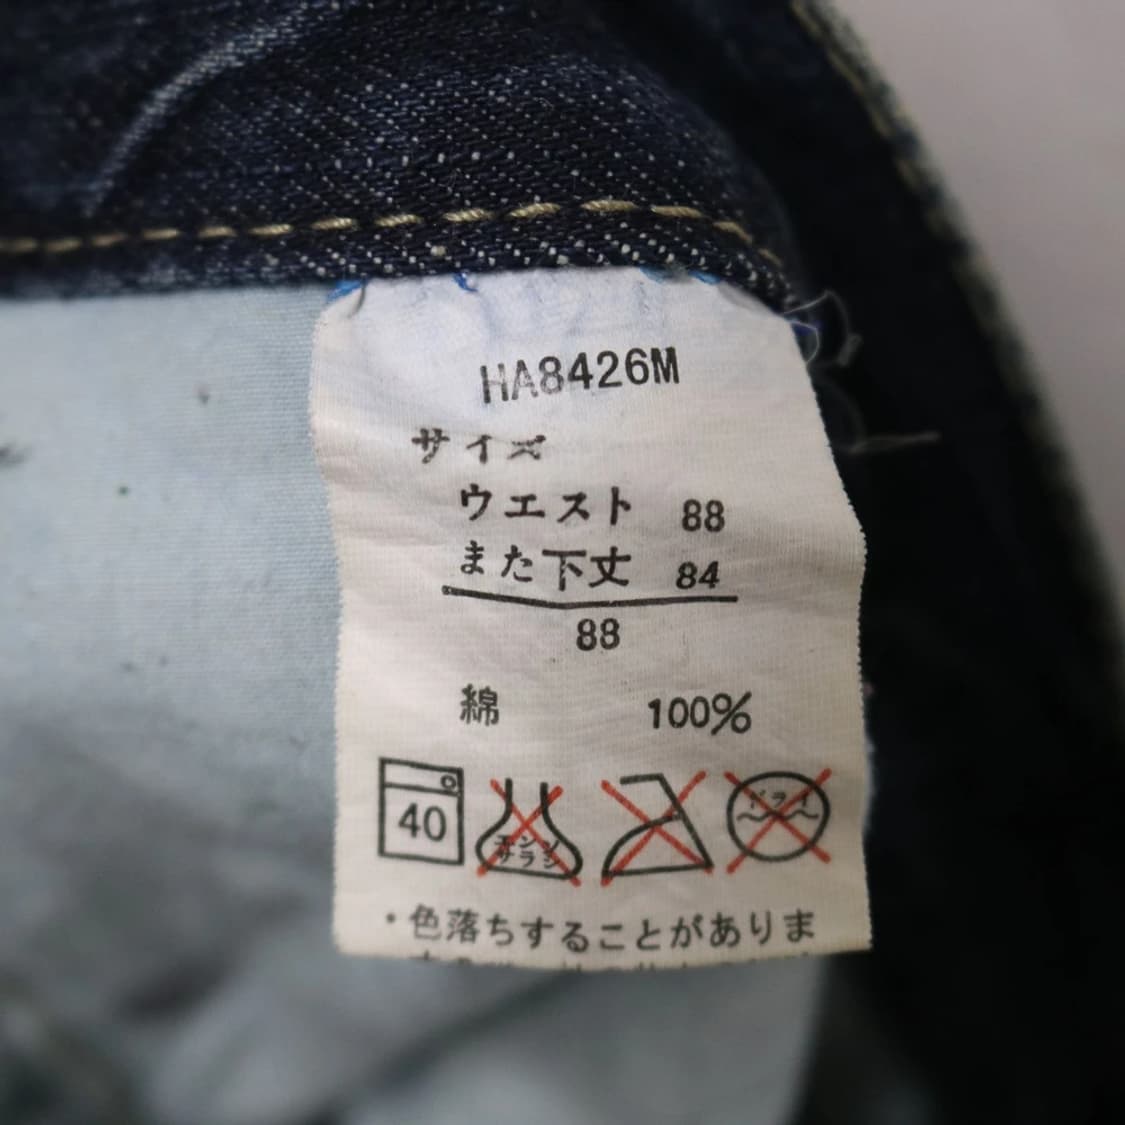 HA8426M
サイズ
ウエスト 88
また下丈 84
88
綿 100%
40
エンソ
サラシ
ドライ
・色落ちすることがありま